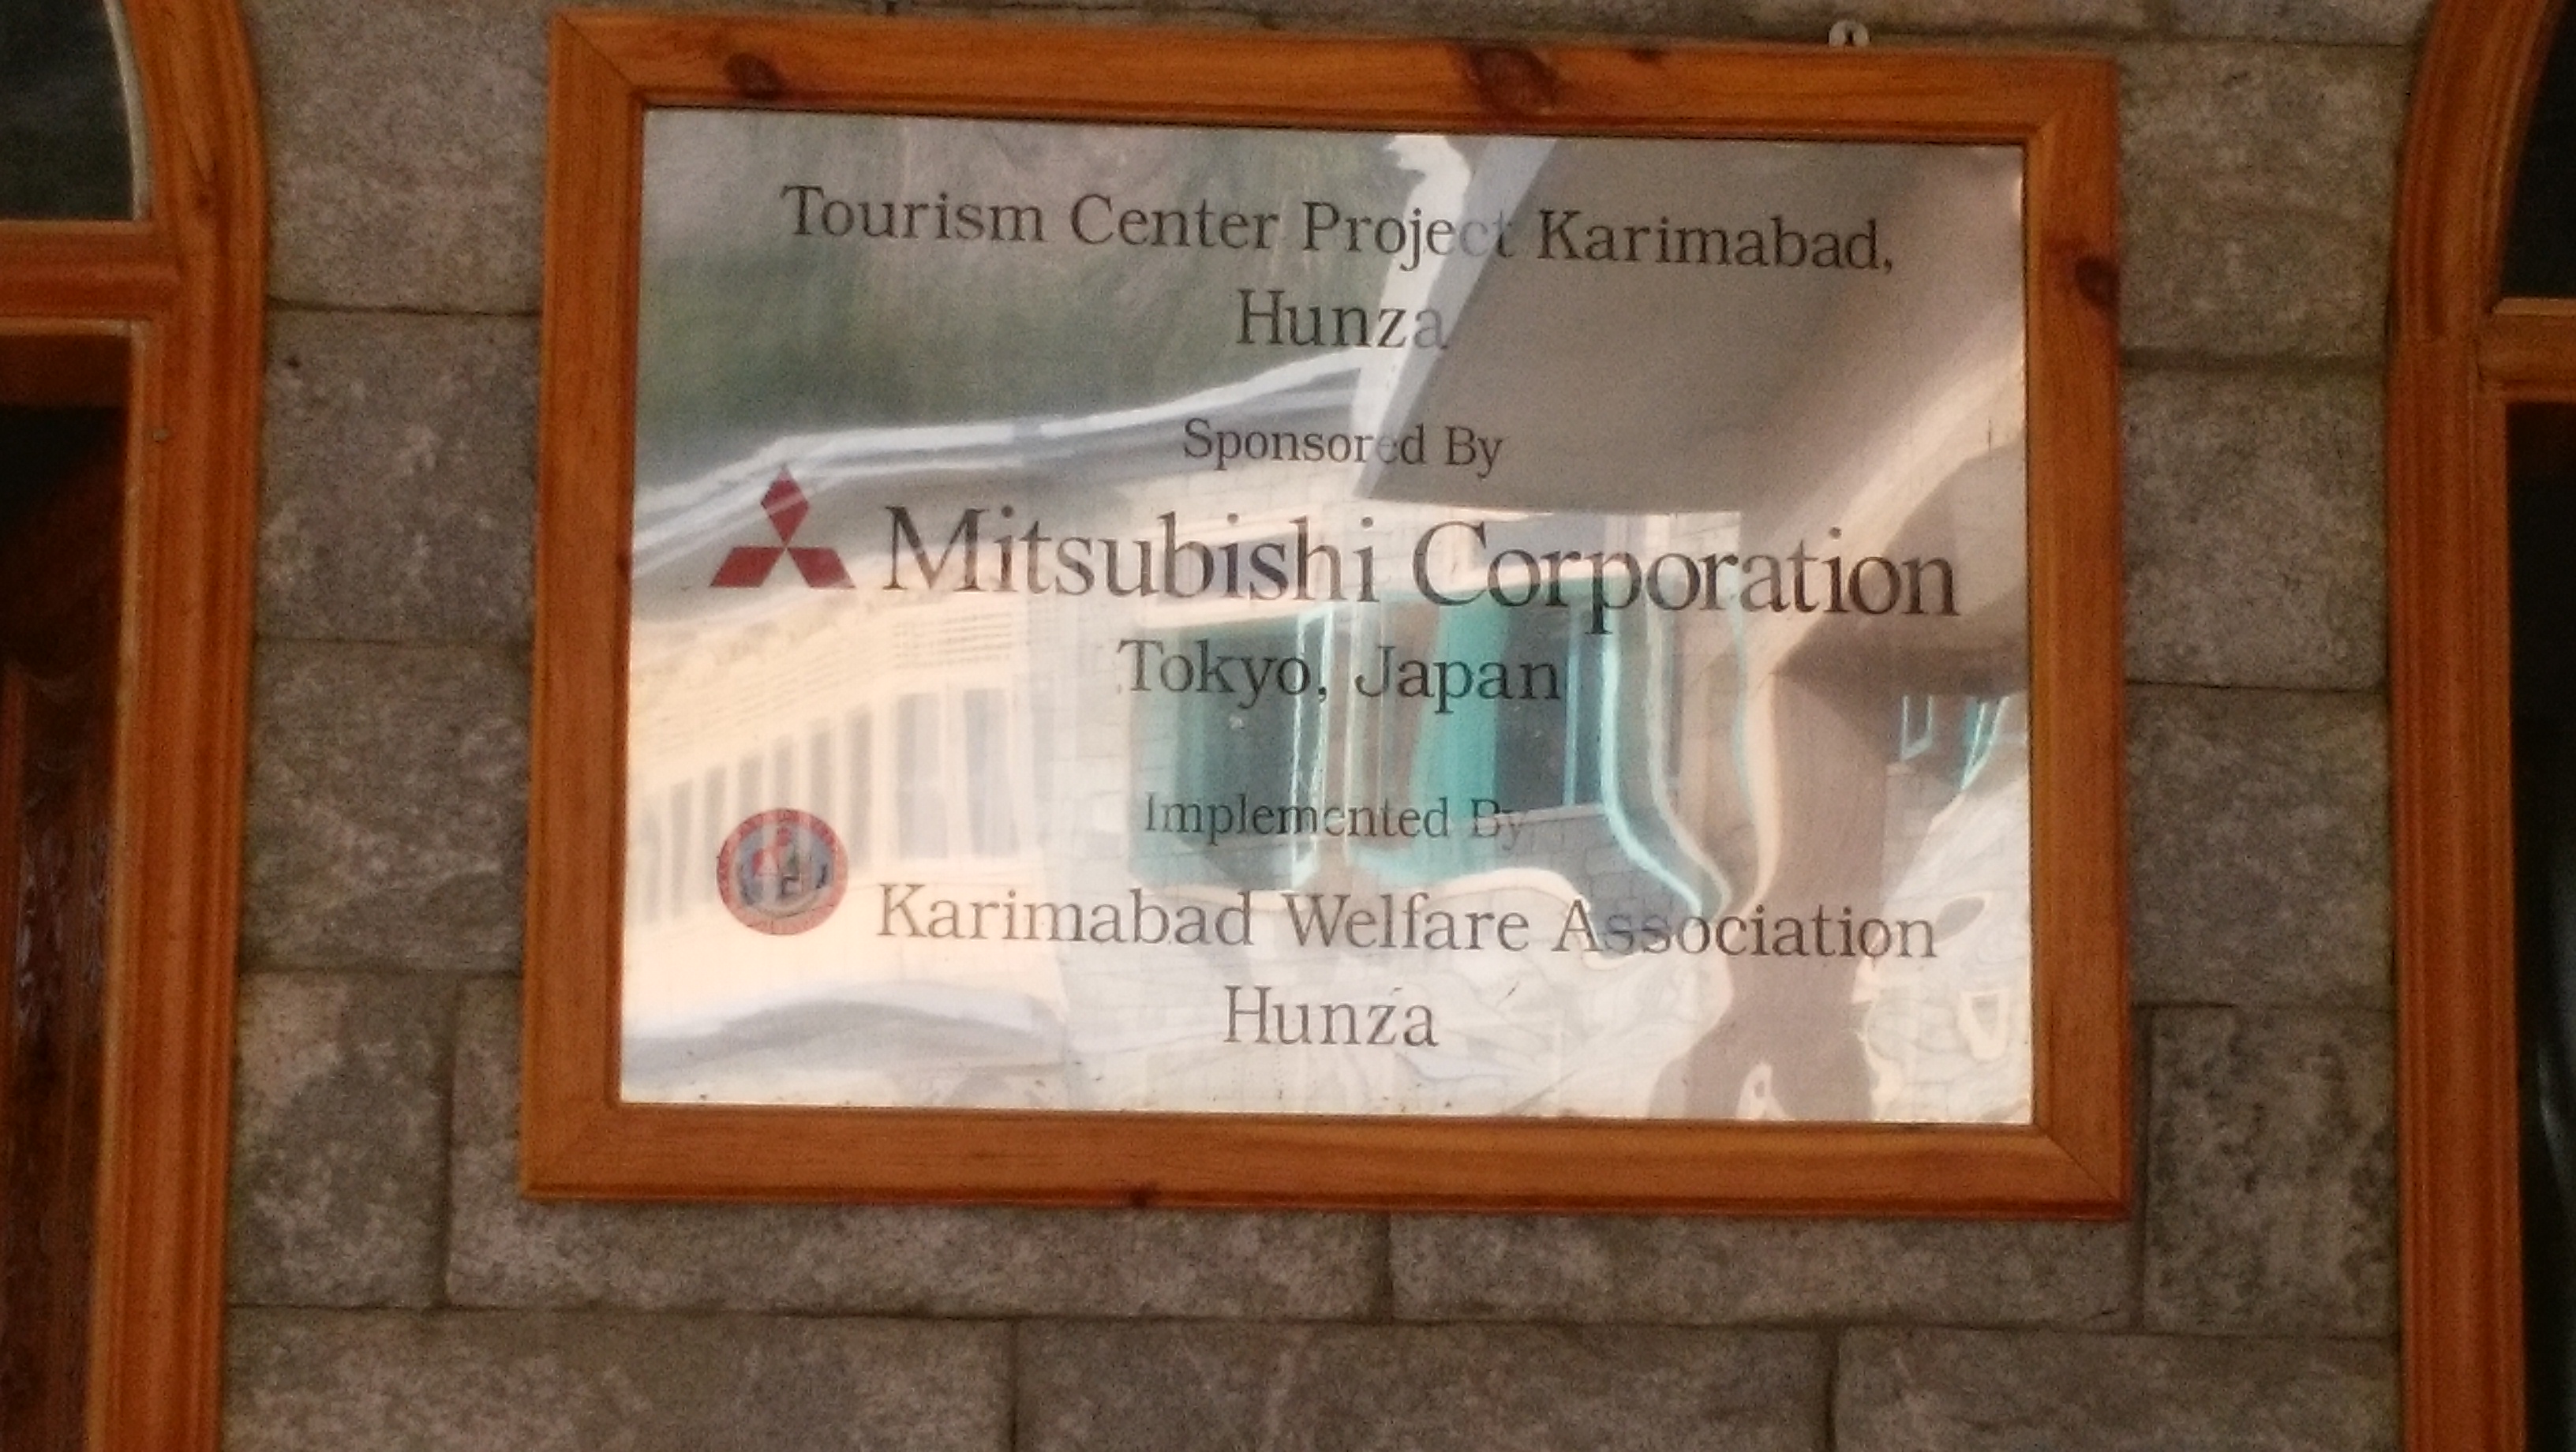 Tourism Center Project Karimabad,
Hunza
Sponsored By
Mitsubishi Corporation
Tokyo, Japan
Implemented By
Karimabad Welfare Association
Hunza